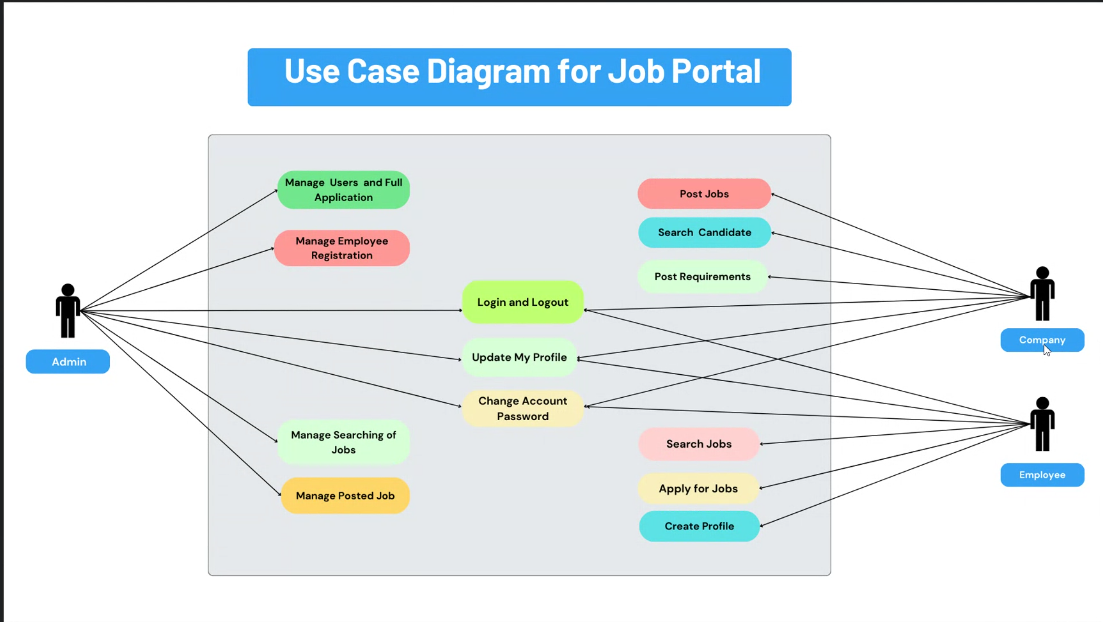 Use Case Diagram for Job Portal
Manage Users and Full
Application
Manage Employee
Registration
Post Jobs
Search Candidate
Post Requirements
Login and Logout
Update My Profile
Change Account
Password
Company
Admin
Manage Searching of
Jobs
Manage Posted Job
Search Jobs
Apply for Jobs
Create Profile
Employee